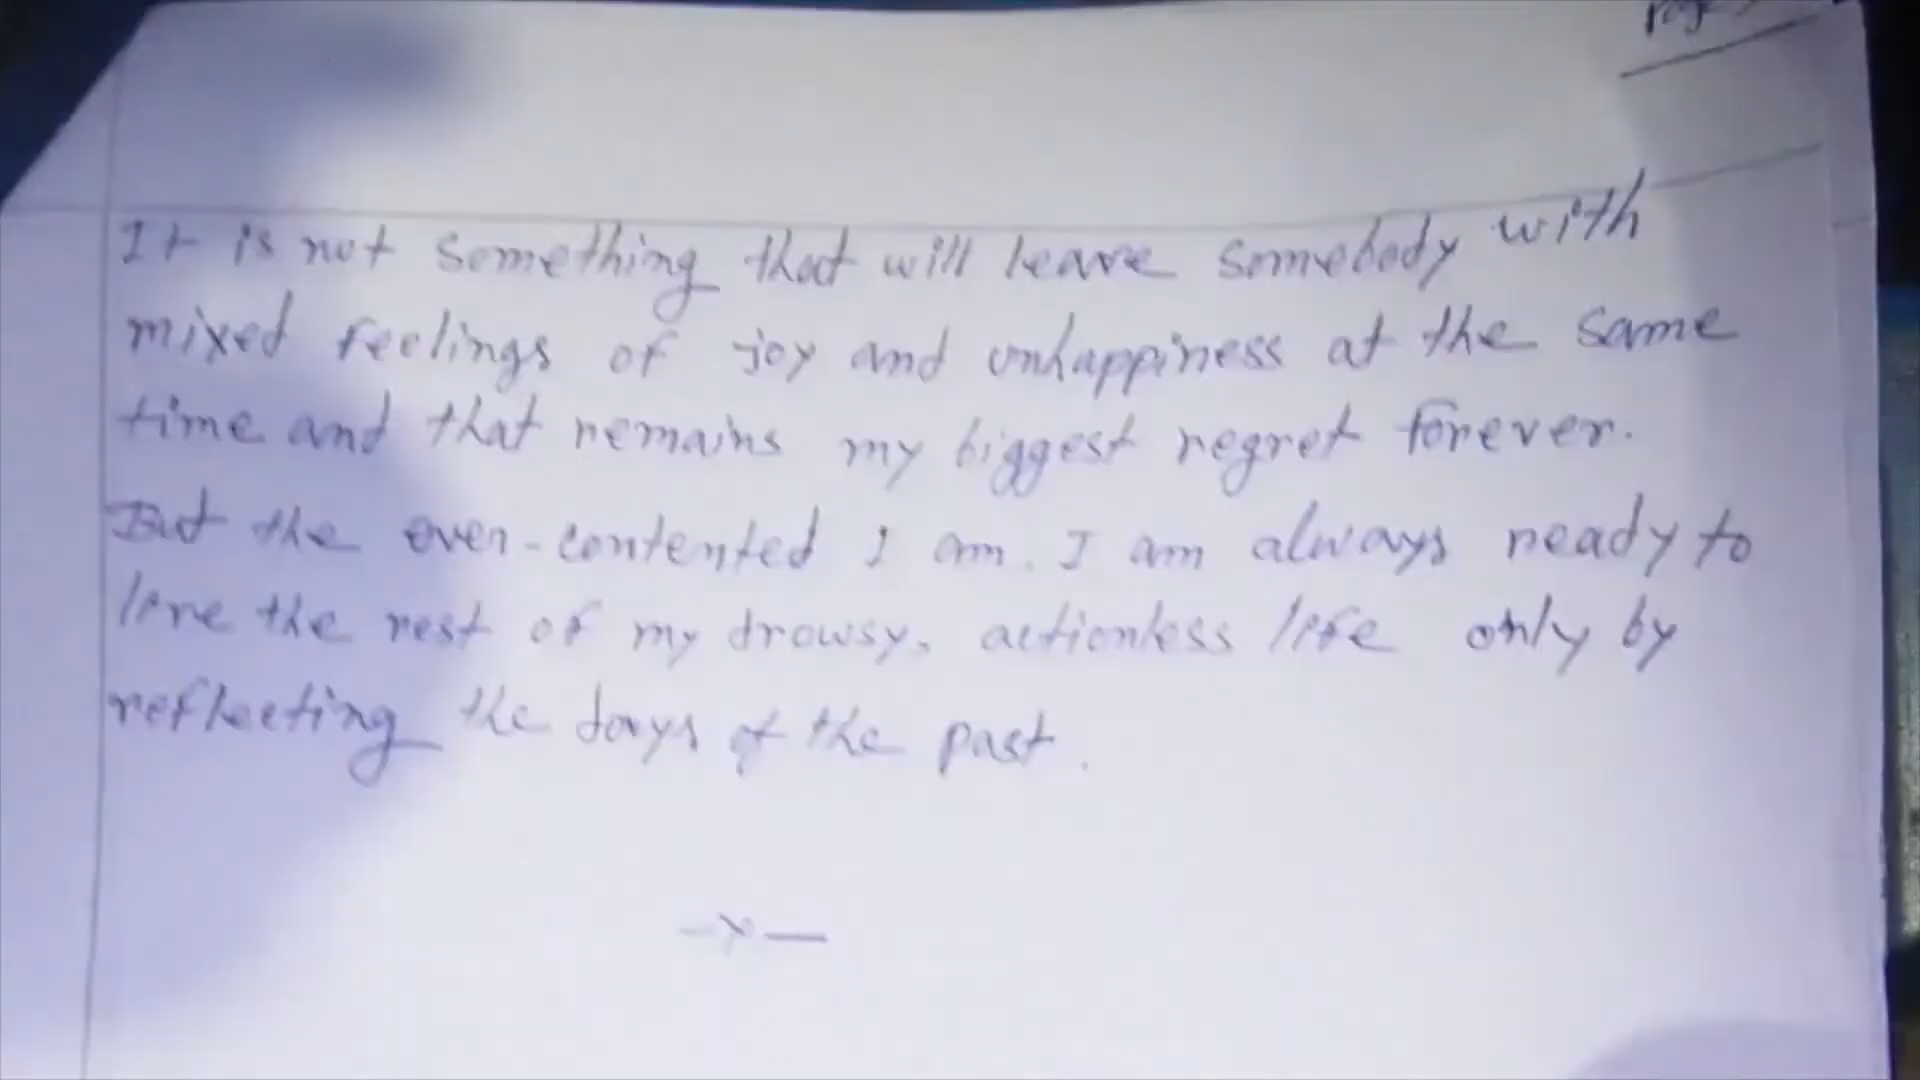 It is not something that will leave somebody with
mixed feelings of joy and unhappiness at the same
time and that remains my biggest regret forever.
But the over-contented I am. I am always ready to
live the rest of my drowsy, actionless life only by
reflecting the days of the past.
—x—